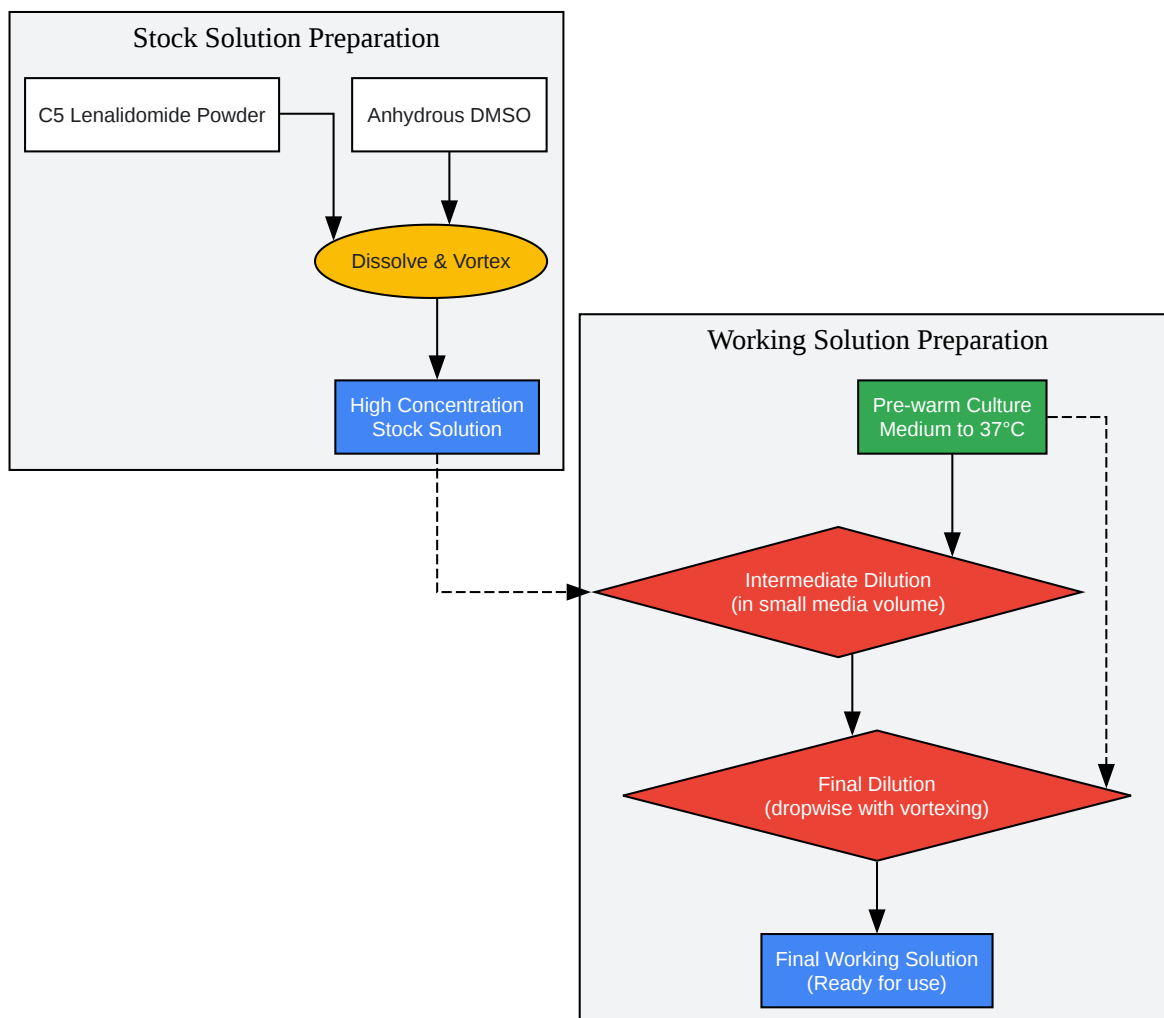 Stock Solution Preparation
C5 Lenalidomide Powder
Anhydrous DMSO
Dissolve & Vortex
High Concentration
Stock Solution
Working Solution Preparation
Pre-warm Culture
Medium to 37°C
Intermediate Dilution
(in small media volume)
Final Dilution
(dropwise with vortexing)
Final Working Solution
(Ready for use)